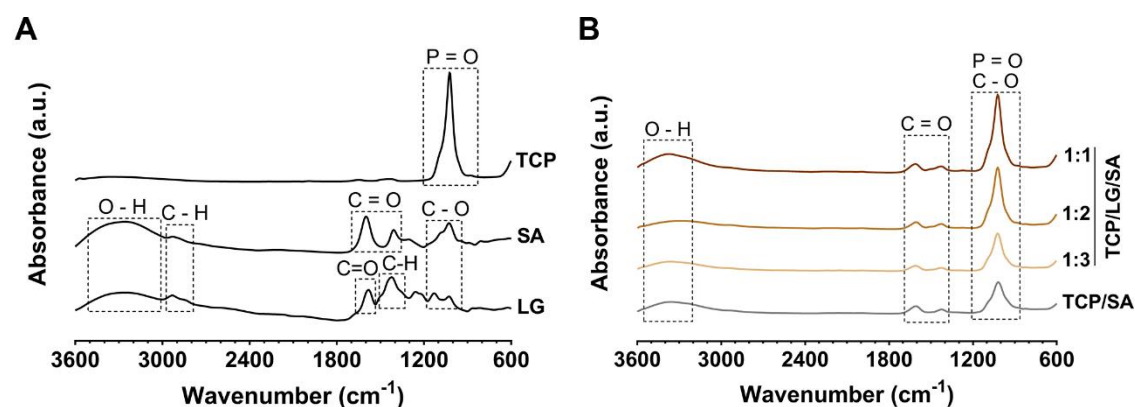 A
P = O
TCP
O - H
C - H
C = O
C - O
SA
C=O
C-H
LG
Absorbance (a.u.)
3600 3000 2400 1800 1200 600
Wavenumber (cm-1)
B
P = O
C - O
O - H
C = O
1:1
1:2
1:3
TCP/LG/SA
TCP/SA
Absorbance (a.u.)
3600 3000 2400 1800 1200 600
Wavenumber (cm-1)